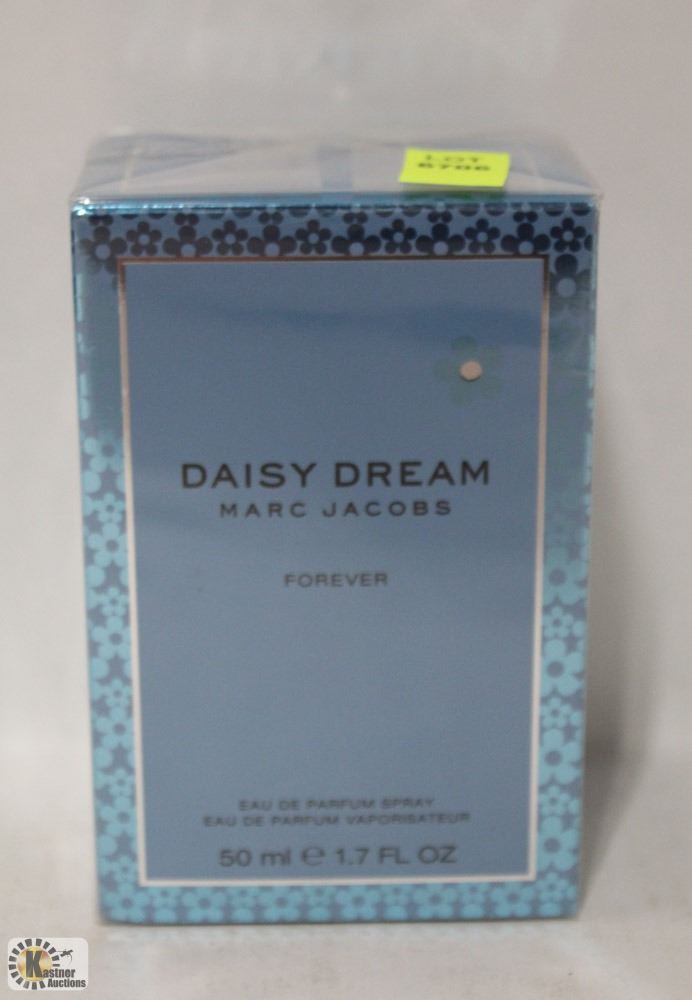 LOT
6706
DAISY DREAM
MARC JACOBS
FOREVER
EAU DE PARFUM SPRAY
EAU DE PARFUM VAPORISATEUR
50 ml e 1.7 FL OZ
Kastner
Auctions